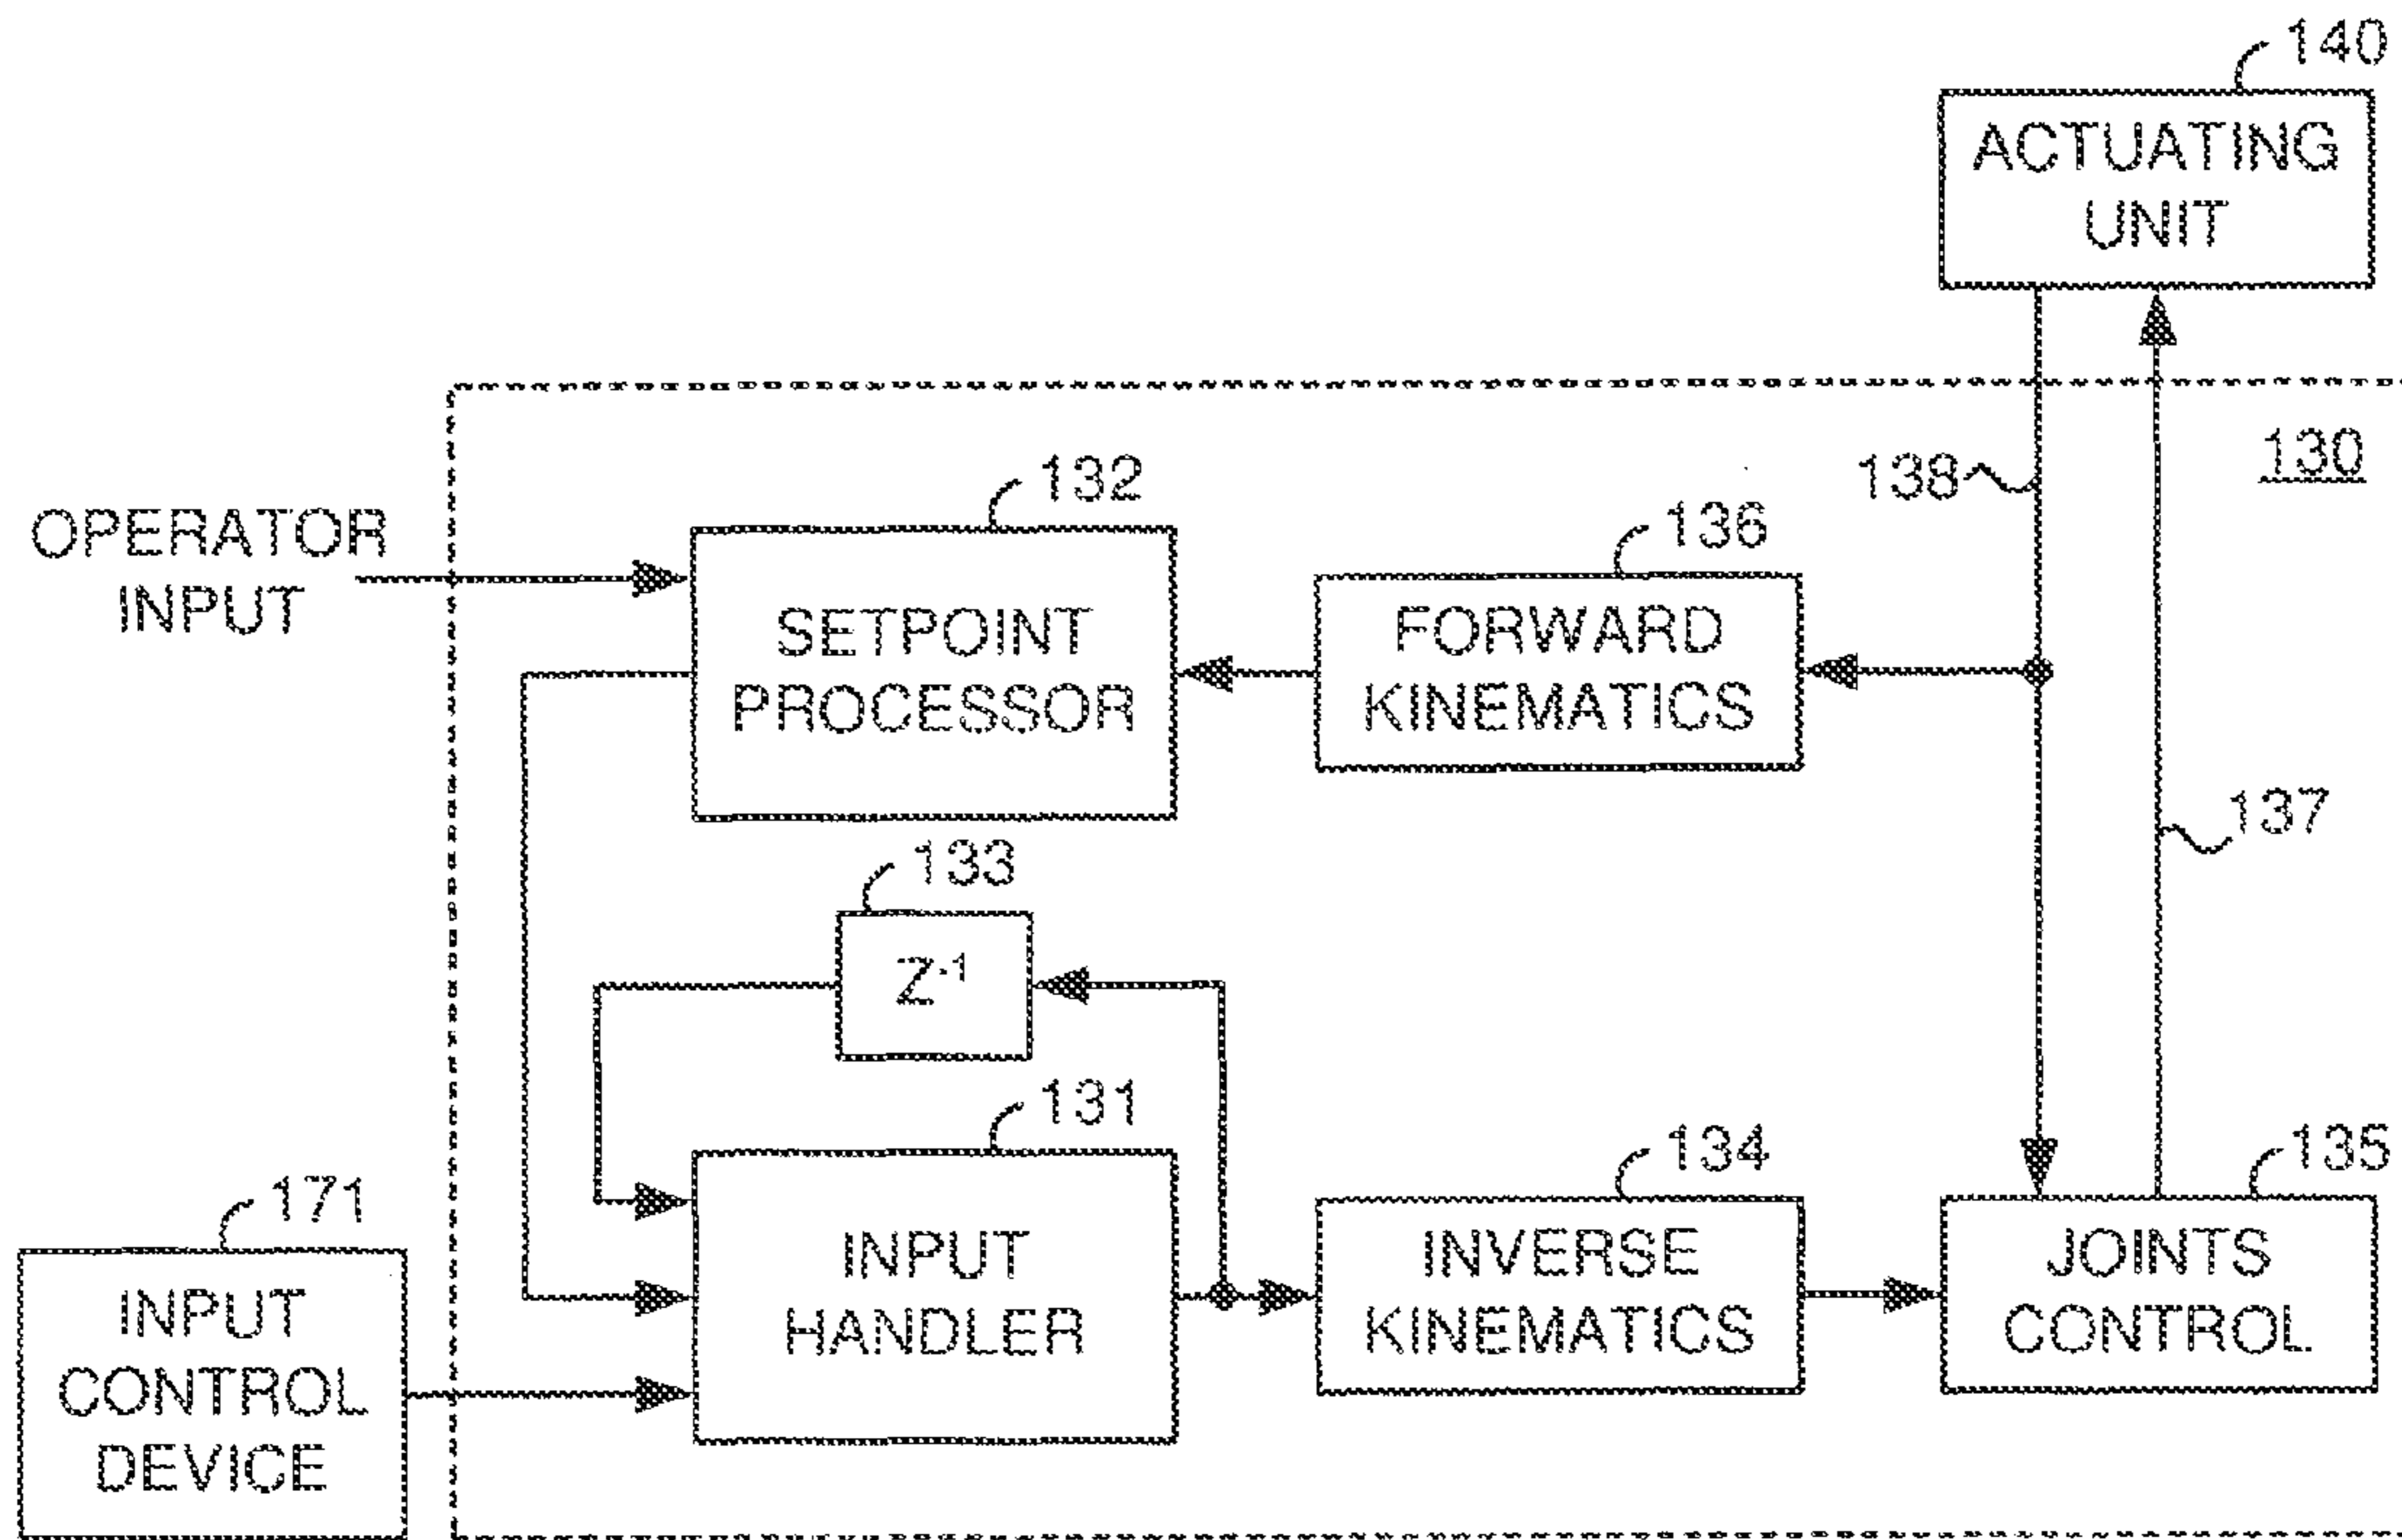 140
ACTUATING
UNIT
130
138
132
136
OPERATOR
INPUT
SETPOINT
PROCESSOR
FORWARD
KINEMATICS
137
133
Z-1
131
134
135
171
INPUT
HANDLER
INVERSE
KINEMATICS
JOINTS
CONTROL
INPUT
CONTROL
DEVICE